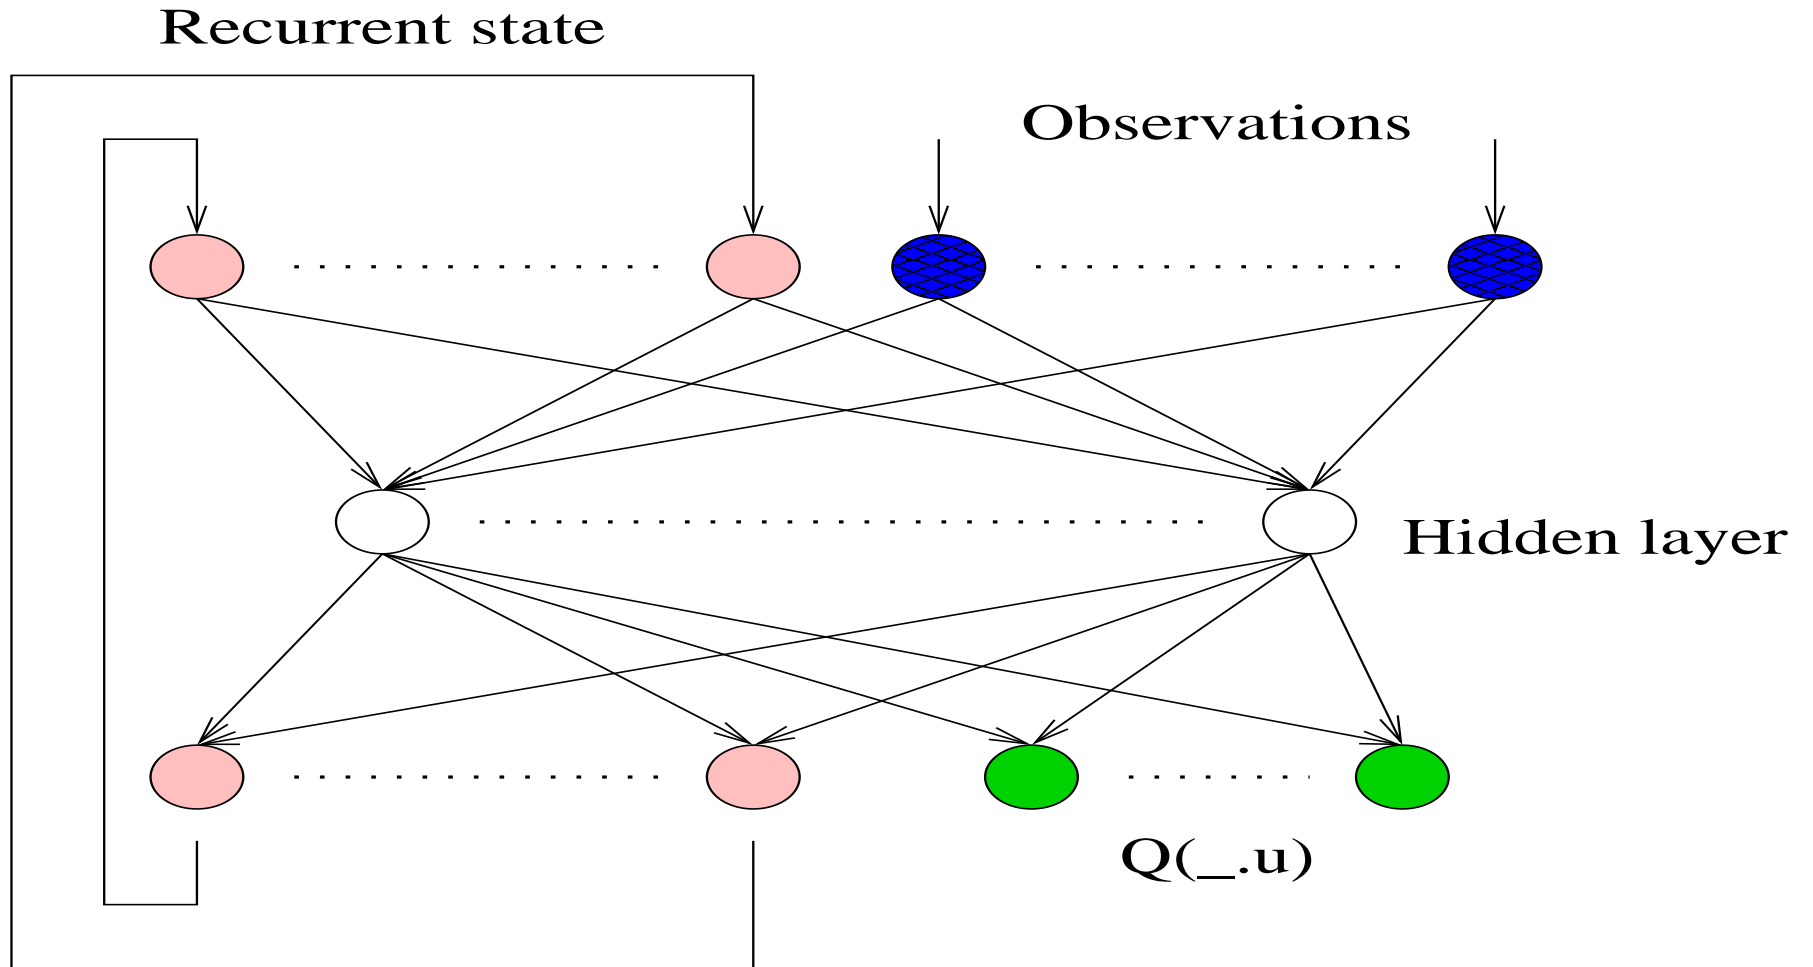 Recurrent state
Observations
Hidden layer
Q(_.u)